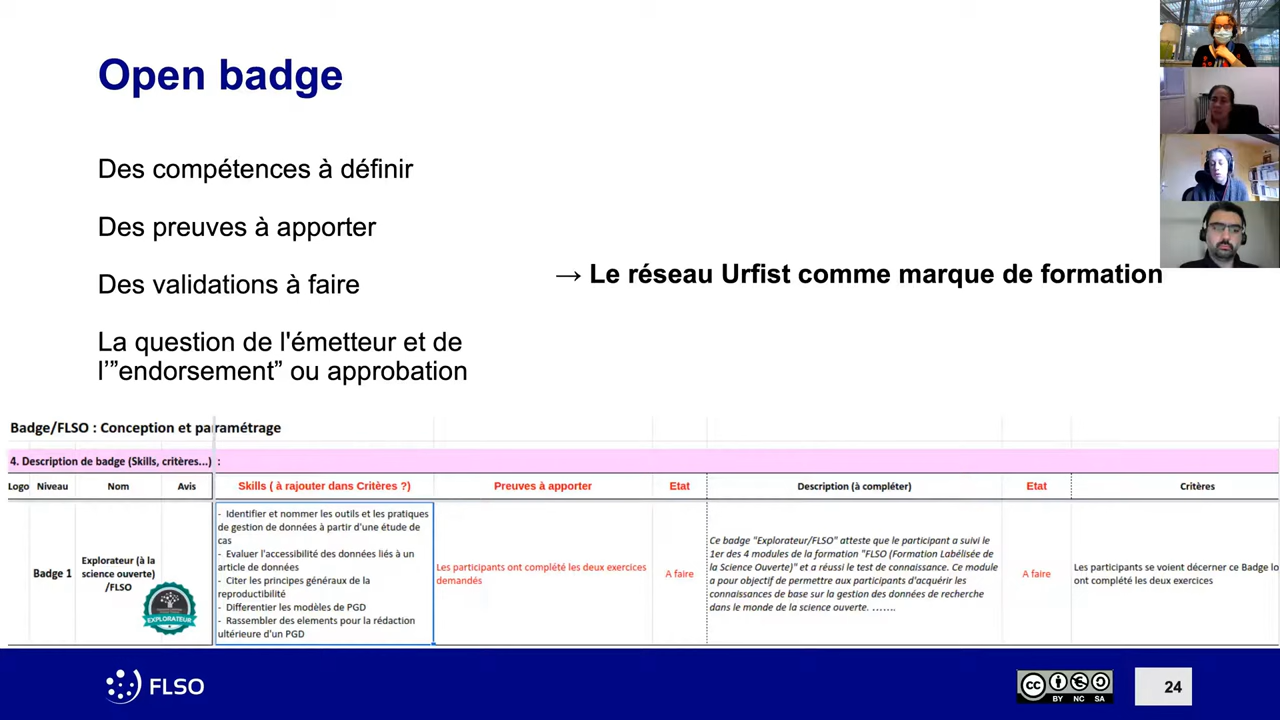 Open badge
Des compétences à définir
Des preuves à apporter
Des validations à faire
→ Le réseau Urfist comme marque de formation
La question de l'émetteur et de
l’”endorsement” ou approbation
Badge/FLSO : Conception et paramétrage
4. Description de badge (Skills, critères...) :
Logo Niveau Nom Avis Skills ( à rajouter dans Critères ?) Preuves à apporter Etat Description (à compléter) Etat Critères
Badge 1
Explorateur (à la
science ouverte)
/FLSO
EXPLORATEUR
- Identifier et nommer les outils et les pratiques
de gestion de données à partir d'une étude de
cas
- Evaluer l'accessibilité des données liés à un
article de données
- Citer les principes généraux de la
reproductibilité
- Differentier les modèles de PGD
- Rassembler des elements pour la rédaction
ultérieure d'un PGD
Les participants ont complété les deux exercices
demandés
A faire
Ce badge "Explorateur/FLSO" atteste que le participant a suivi le
1er des 4 modules de la formation "FLSO (Formation Labélisée de
la Science Ouverte)" et a réussi le test de connaissance. Ce module
a pour objectif de permettre aux participants d'acquérir les
connaissances de base sur la gestion des données de recherche
dans le monde de la science ouverte. .......
A faire
Les participants se voient décerner ce Badge lo
ont complété les deux exercices
FLSO
cc BY NC SA
24